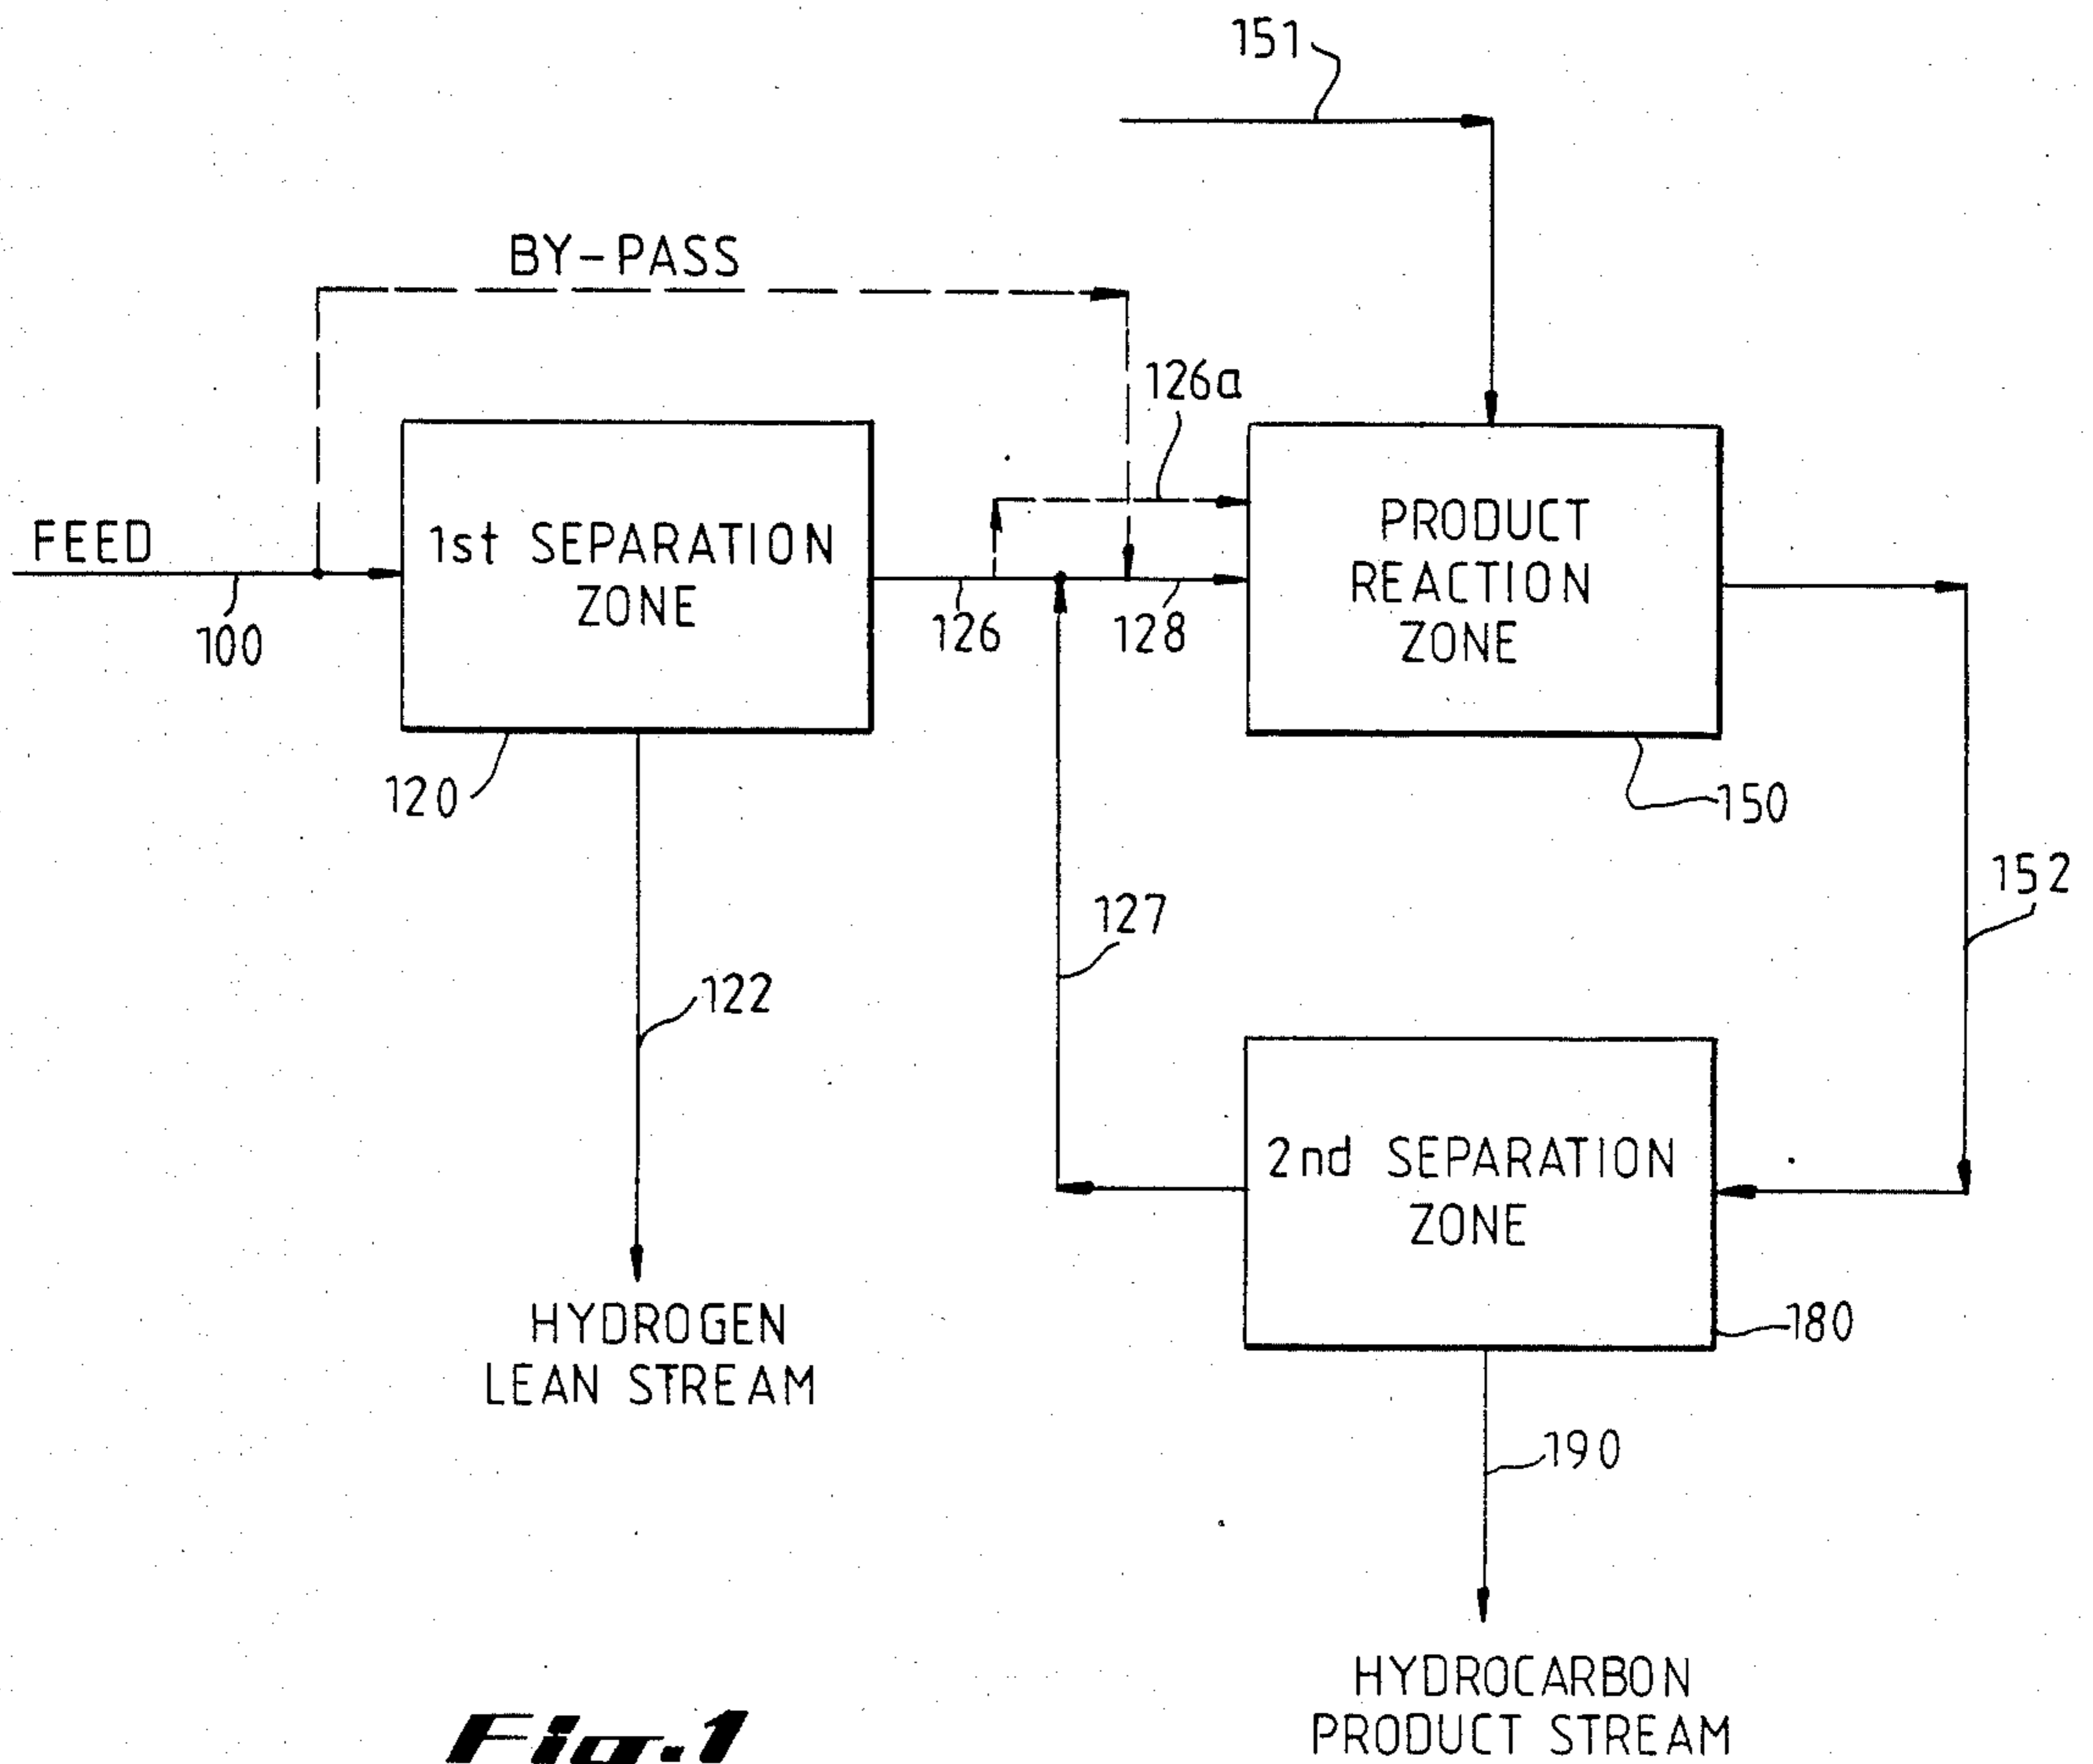 151
BY-PASS
126a
FEED
100
1st SEPARATION
ZONE
126
128
PRODUCT
REACTION
ZONE
120
150
152
127
122
2nd SEPARATION
ZONE
180
HYDROGEN
LEAN STREAM
190
HYDROCARBON
PRODUCT STREAM
Fig.1